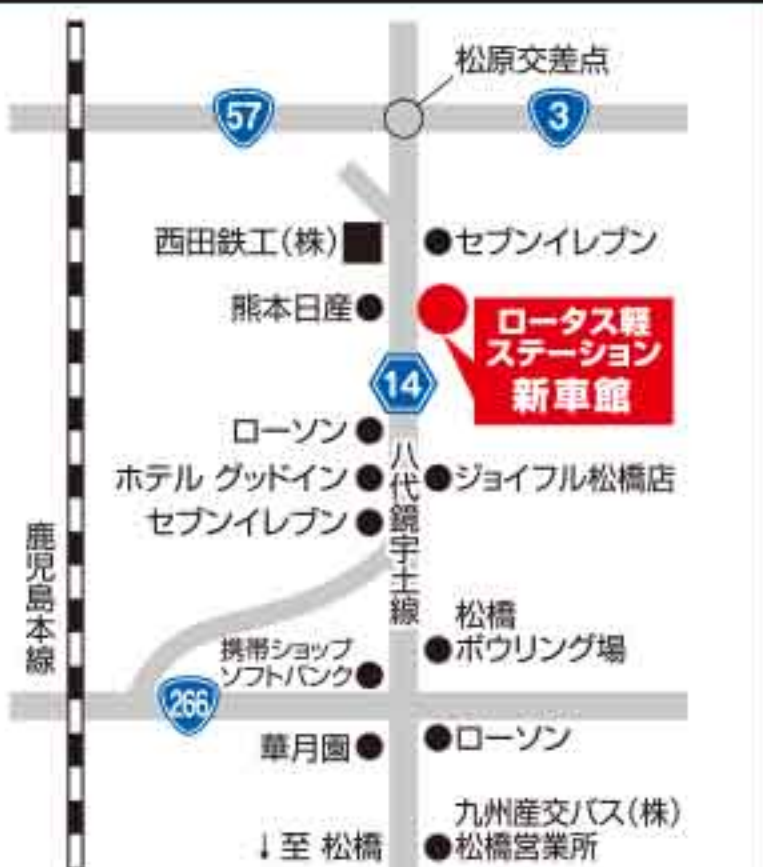 松原交差点
57
3
西田鉄工(株)
セブンイレブン
熊本日産
ロータス軽
ステーション
新車館
14
ローソン
八代鏡宇土線
ホテル グッドイン
ジョイフル松橋店
セブンイレブン
鹿児島本線
松橋
ボウリング場
携帯ショップ
ソフトバンク
266
華月園
ローソン
↓至 松橋
九州産交バス(株)
松橋営業所